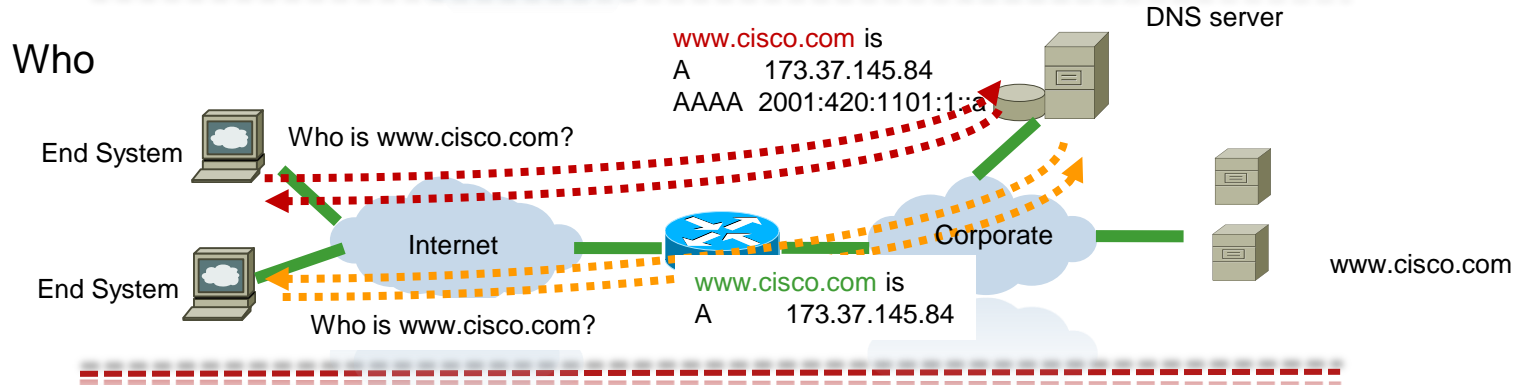 DNS server
Who
www.cisco.com is
A 173.37.145.84
AAAA 2001:420:1101:1::a
Who is www.cisco.com?
End System
Internet
Corporate
End System
www.cisco.com
www.cisco.com is
A 173.37.145.84
Who is www.cisco.com?